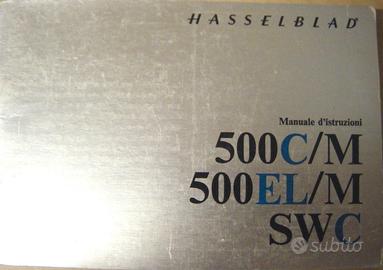 HASSELBLAD
Manuale d'istruzioni
500C/M
500EL/M
SWC
subito